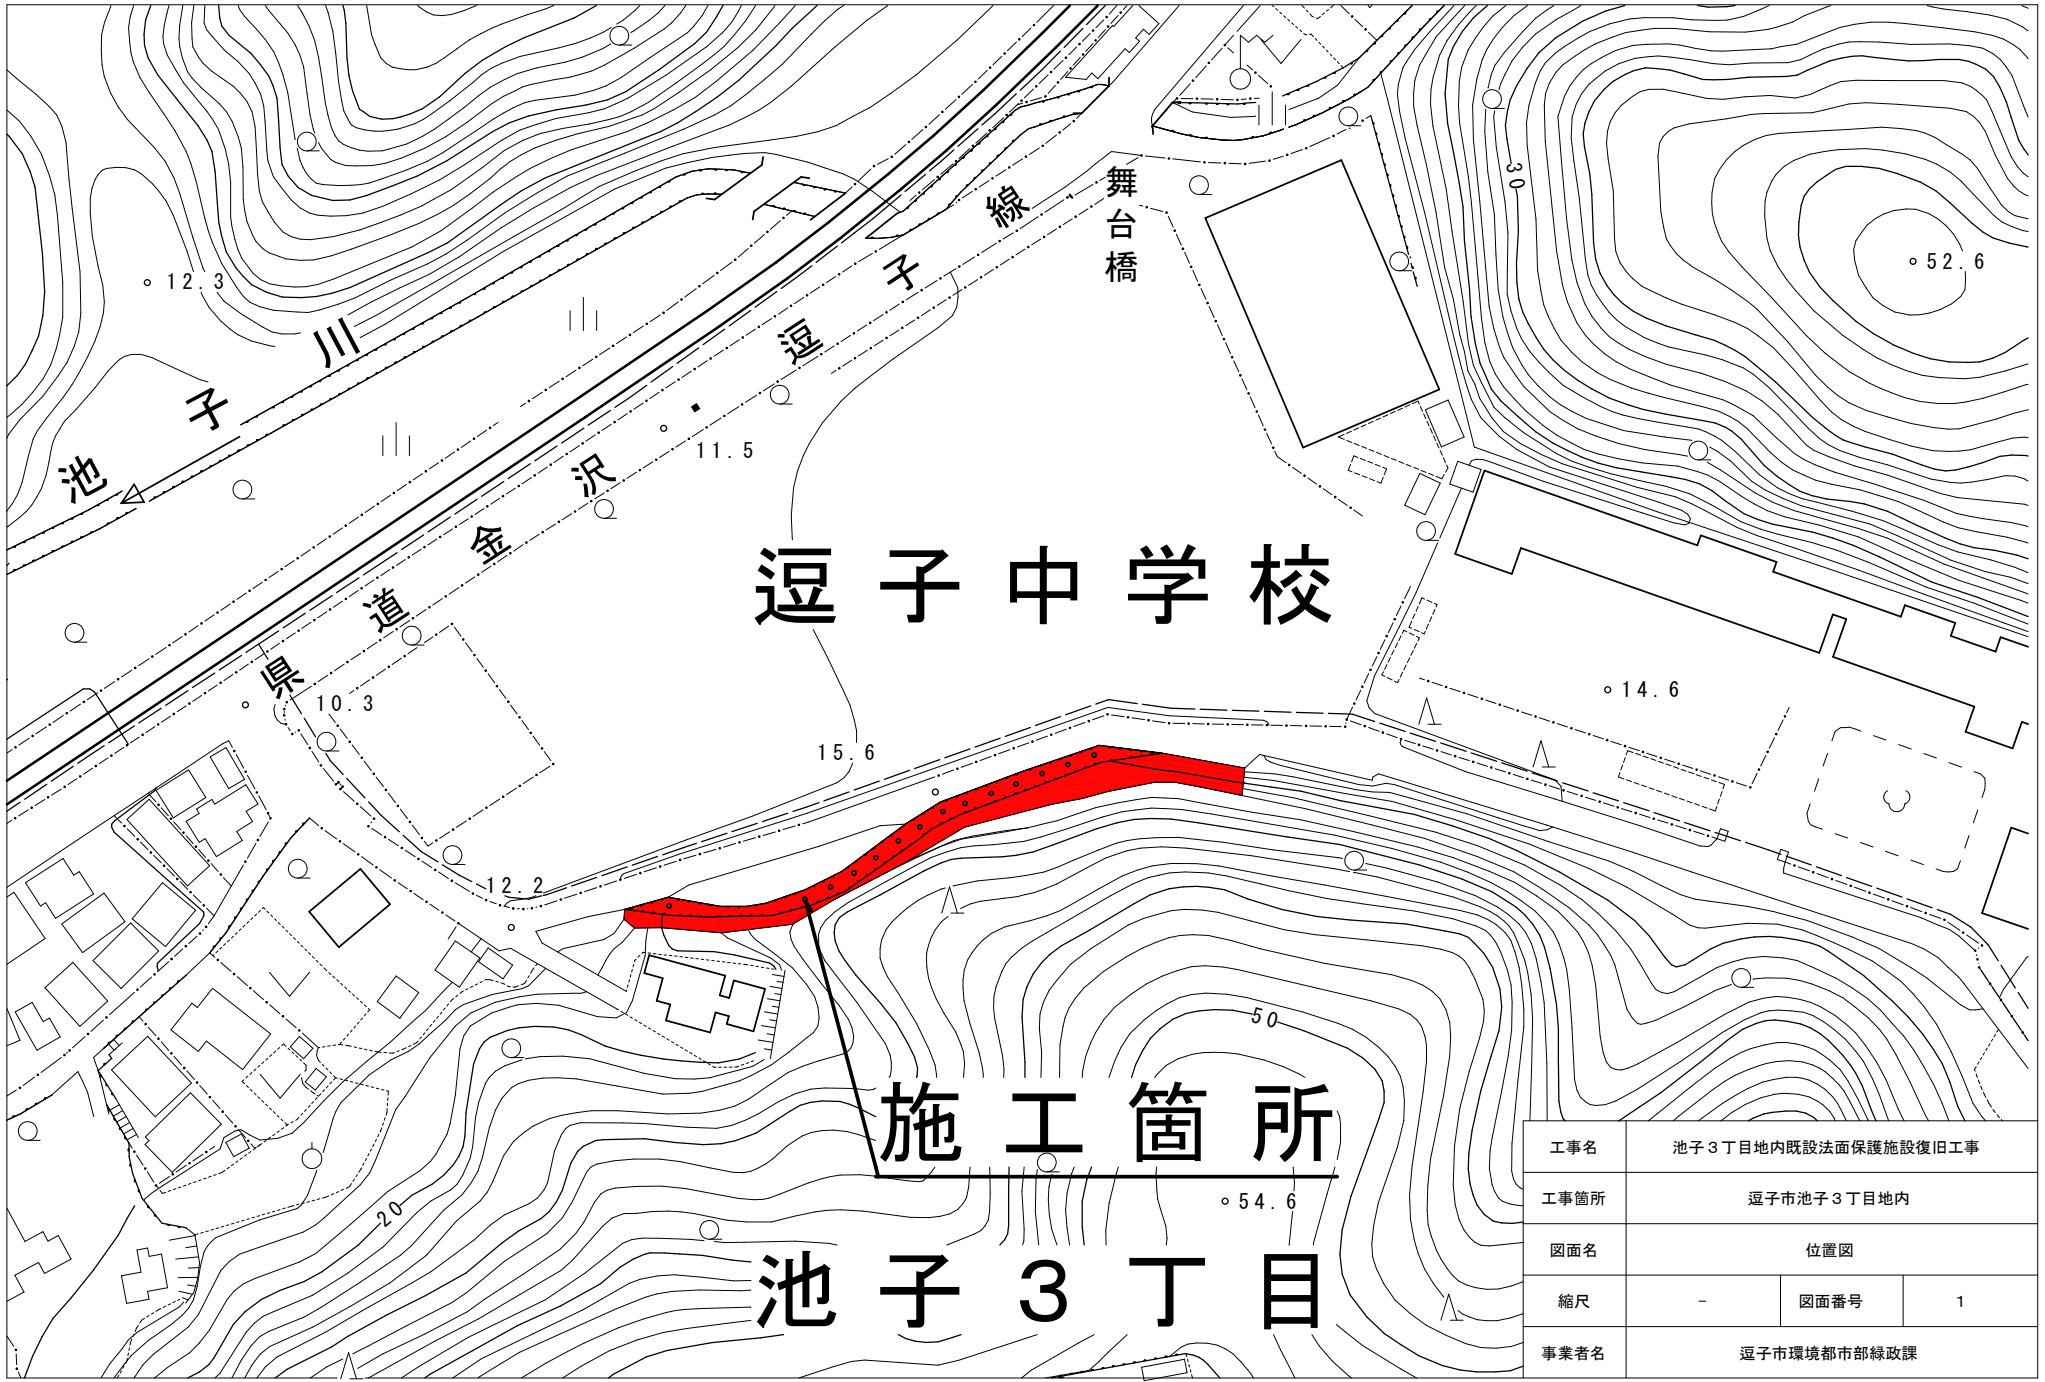 30
52.6
12.3
舞台橋
池子川
県道金沢・逗子線
11.5
逗子中学校
14.6
10.3
15.6
12.2
50
施工箇所
54.6
20
池子３丁目
工事名 池子３丁目地内既設法面保護施設復旧工事
工事箇所 逗子市池子３丁目地内
図面名 位置図
縮尺 － 図面番号 1
事業者名 逗子市環境都市部緑政課